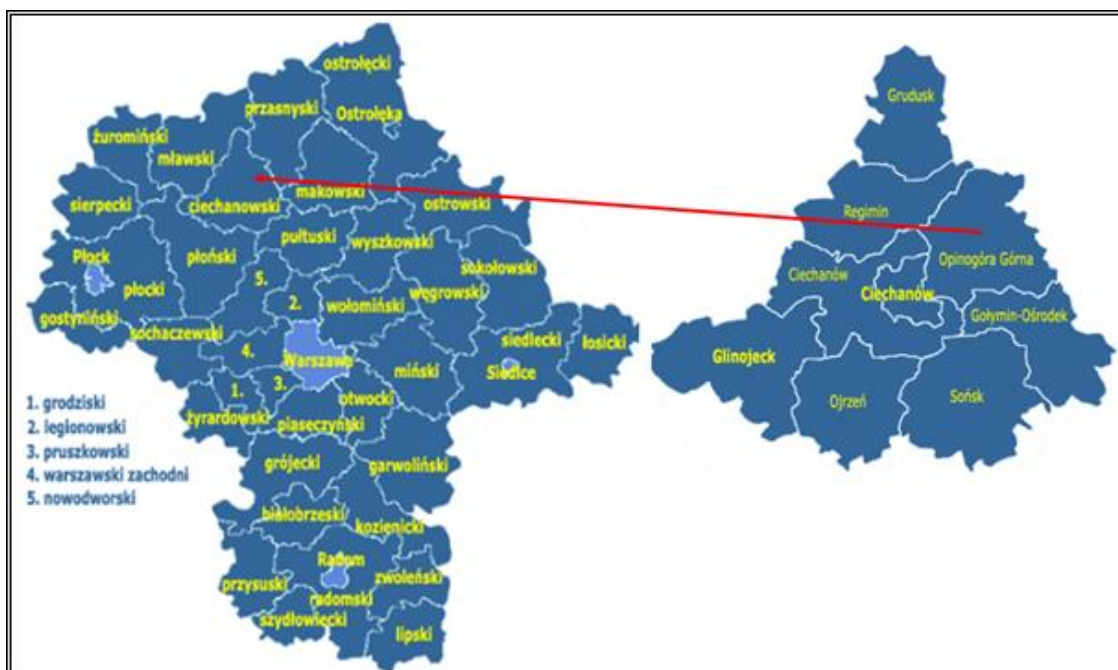 ostrołęcki
przasnyski
Ostrołęka
żuromiński
mławski
makowski
sierpecki
ciechanowski
ostrowski
pułtuski
wyszkowski
Płock
płoński
sokołowski
5.
płocki
węgrowski
2.
wołomiński
gostyniński
sochaczewski
siedlecki
łosicki
4.
Warszawa
miński
Siedlce
3.
1.
otwocki
żyrardowski
piaseczyński
grójecki
garwoliński
białobrzeski
kozienicki
Radom
zwoleński
przysuski
radomski
szydłowiecki
lipski
1. grodziski
2. legionowski
3. pruszkowski
4. warszawski zachodni
5. nowodworski
Grudusk
Regimin
Opinogóra Górna
Ciechanów
Ciechanów
Gołymin-Ośrodek
Glinojeck
Ojrzeń
Sońsk